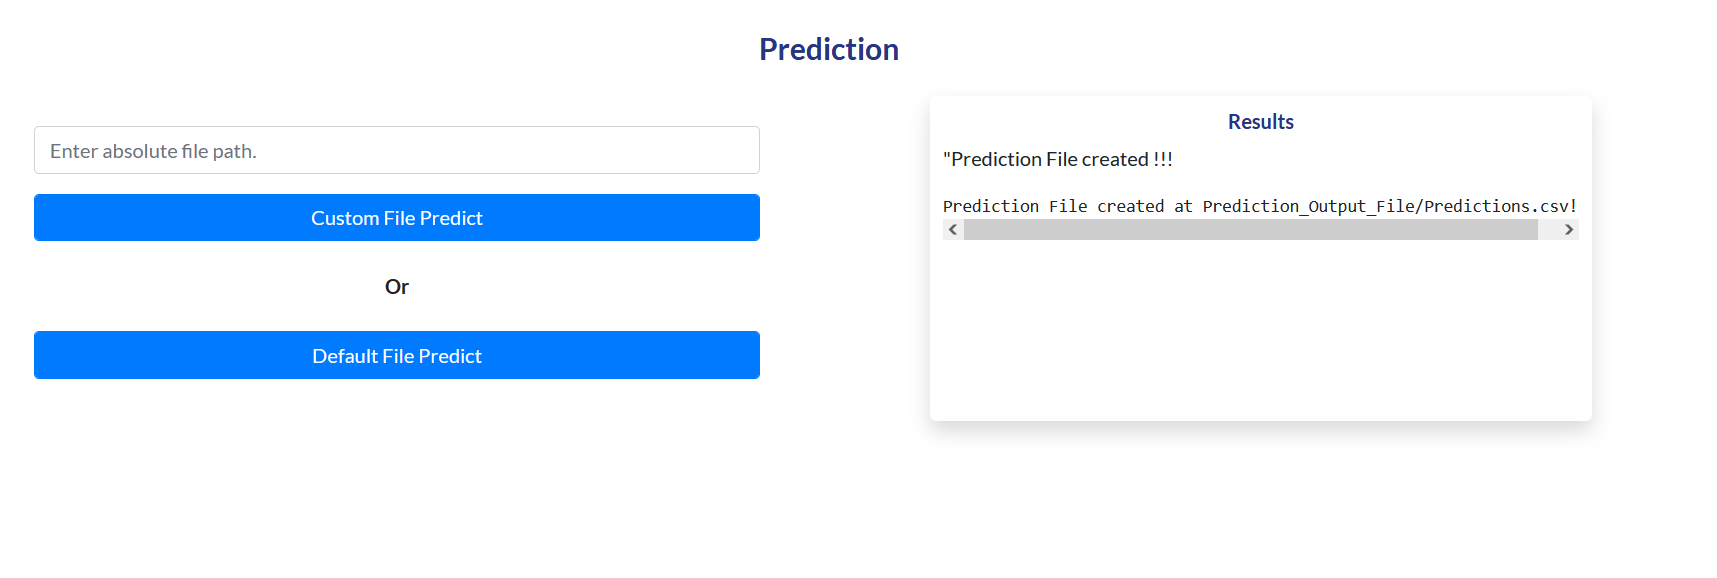 Prediction
Enter absolute file path.
Custom File Predict
Or
Default File Predict
Results
"Prediction File created !!!
Prediction File created at Prediction_Output_File/Predictions.csv!